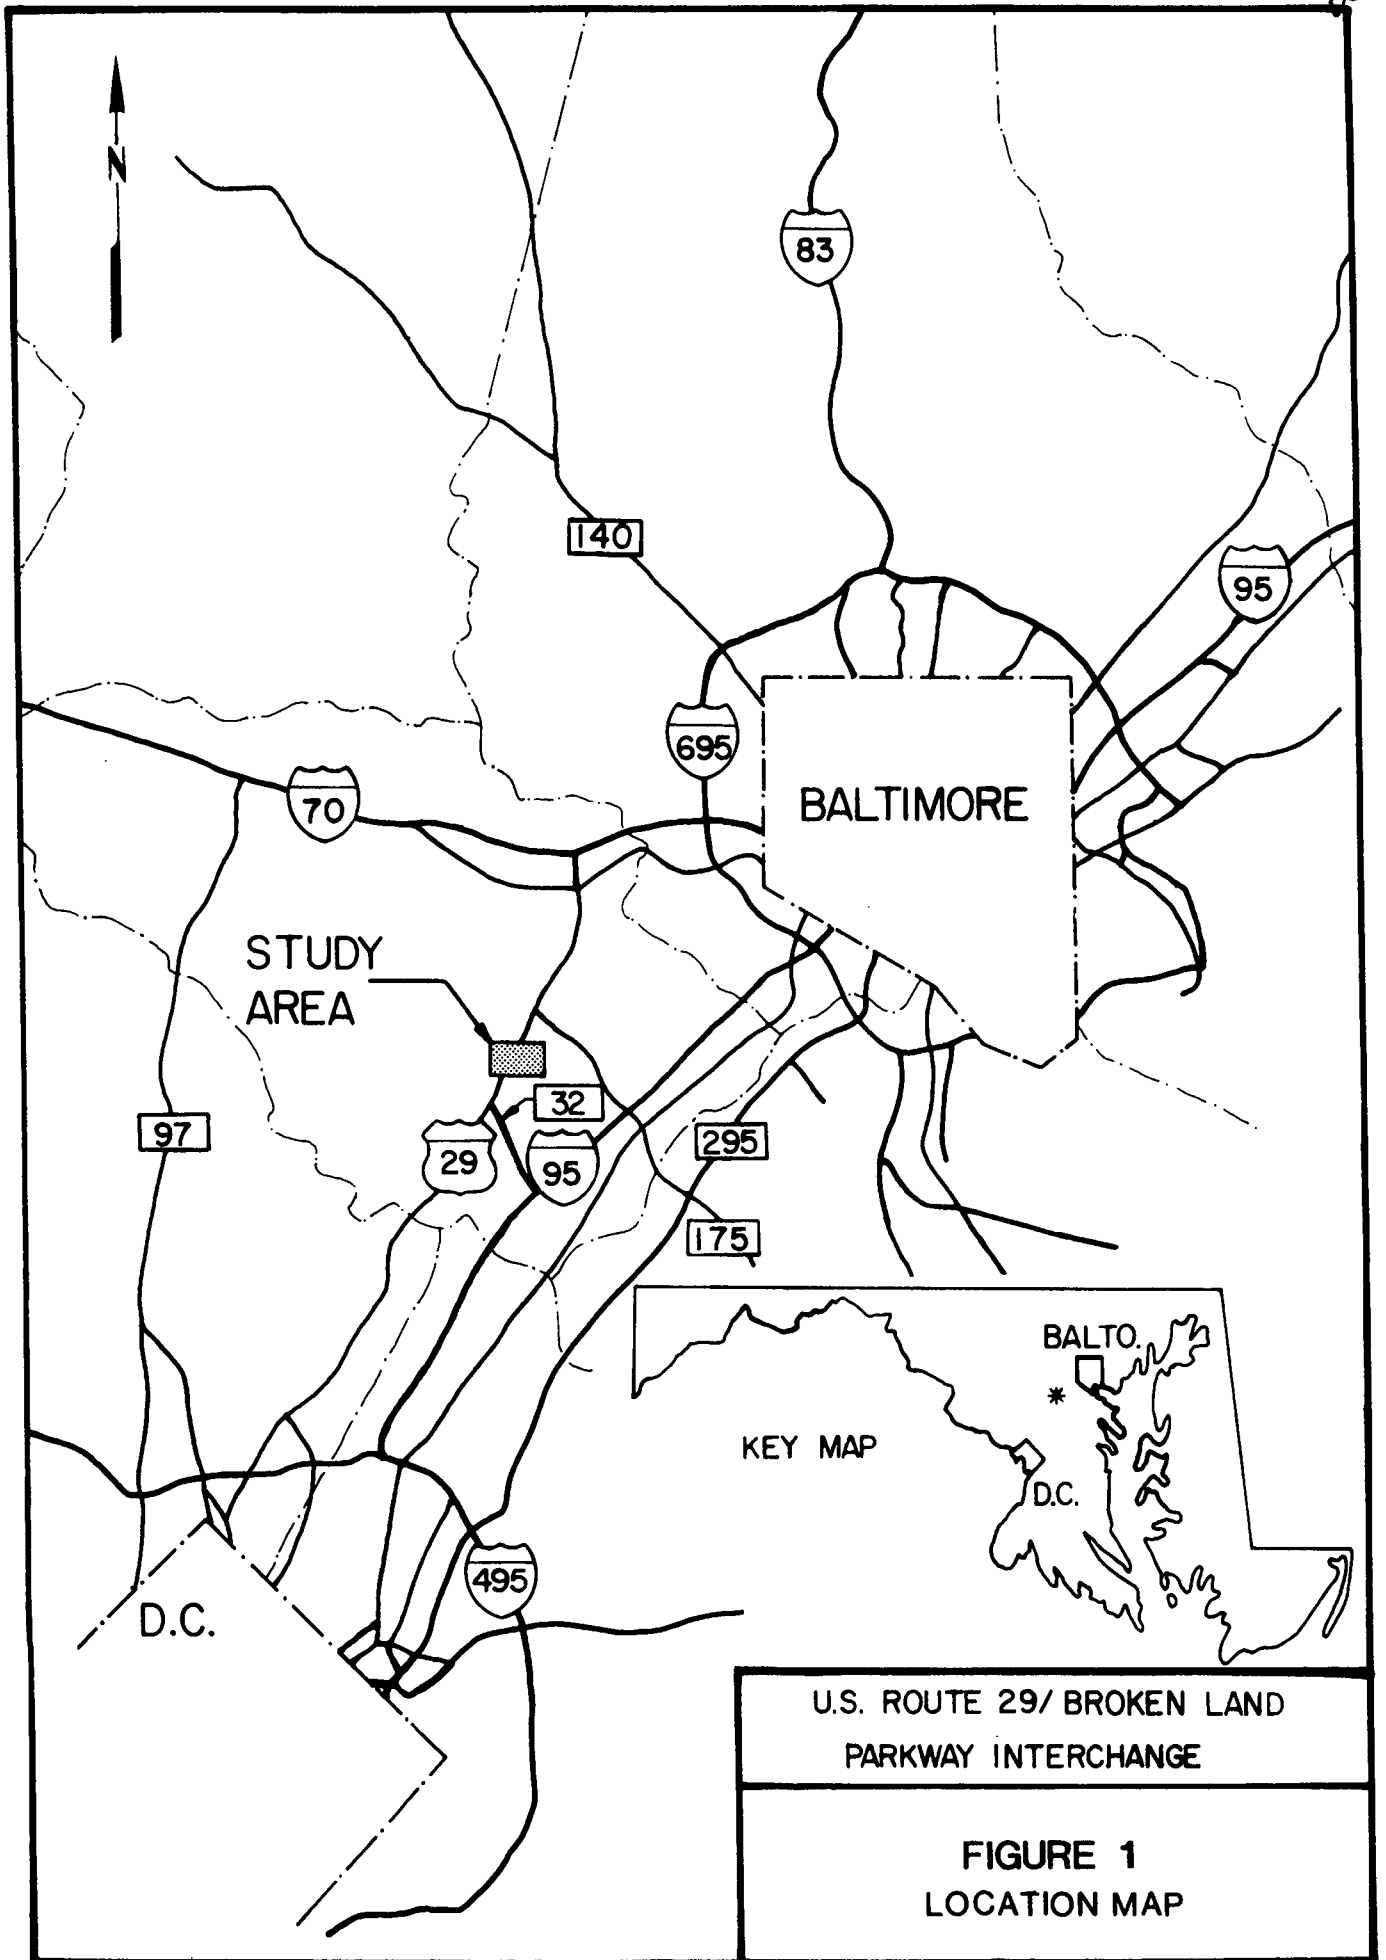 N
83
140
95
695
BALTIMORE
70
STUDY
AREA
32
97
29
95
295
175
BALTO.
KEY MAP
D.C.
495
D.C.
U.S. ROUTE 29/ BROKEN LAND
PARKWAY INTERCHANGE
FIGURE 1
LOCATION MAP